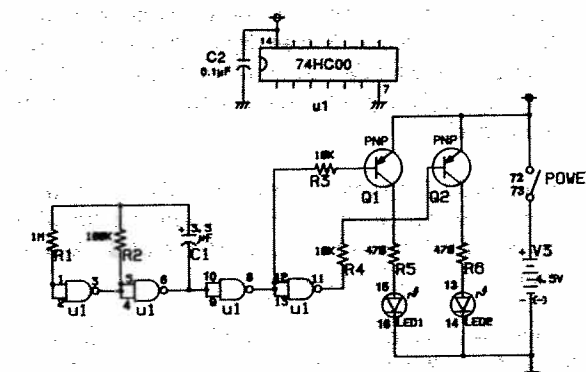 14
C2
0.1µF
74HC00
7
u1
PNP
PNP
10K
R3
Q1
Q2
72
73
POWE
3.3
µF
1M
R1
100K
R2
C1
10K
R4
470
R5
470
R6
V3
4.5V
(-)
1
2
3
u1
4
6
u1
10
9
8
u1
12
13
11
u1
15
16
LED1
13
14
LED2